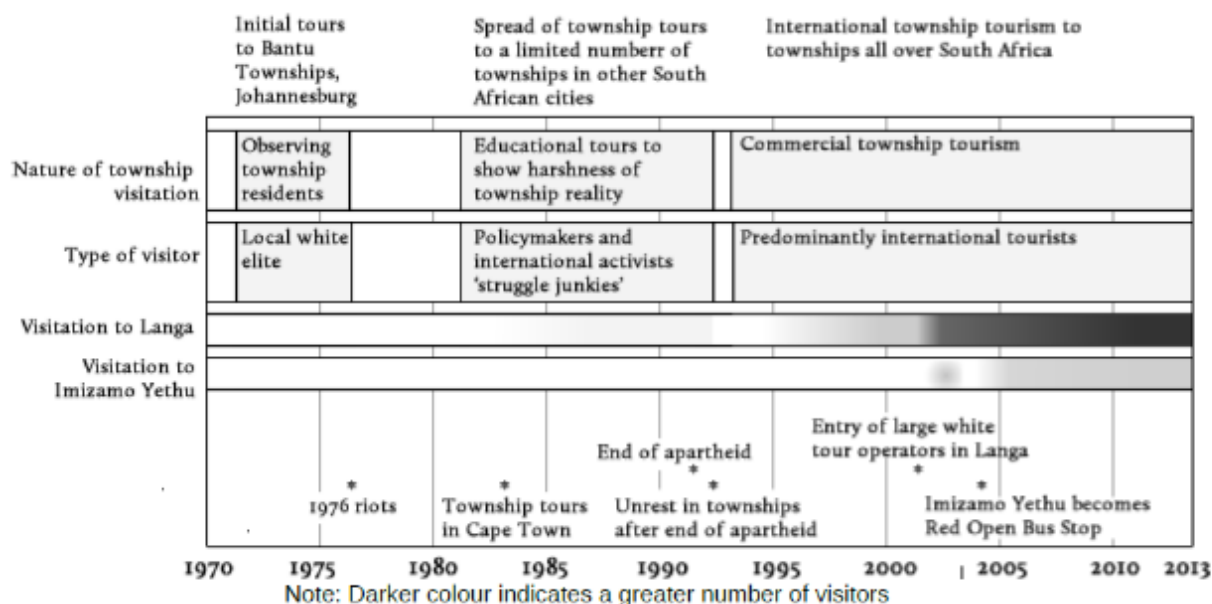 Initial tours
to Bantu
Townships,
Johannesburg
Spread of township tours
to a limited numberr of
townships in other South
African cities
International township tourism to
townships all over South Africa
Nature of township
visitation
Observing
township
residents
Educational tours to
show harshness of
township reality
Commercial township tourism
Type of visitor
Local white
elite
Policymakers and
international activists
'struggle junkies'
Predominantly international tourists
Visitation to Langa
Visitation to
Imizamo Yethu
Entry of large white
tour operators in Langa
*
End of apartheid
*
*
1976 riots
*
Township tours
in Cape Town
*
Unrest in townships
after end of apartheid
*
Imizamo Yethu becomes
Red Open Bus Stop
1970 1975 1980 1985 1990 1995 2000 2005 2010 2013
Note: Darker colour indicates a greater number of visitors